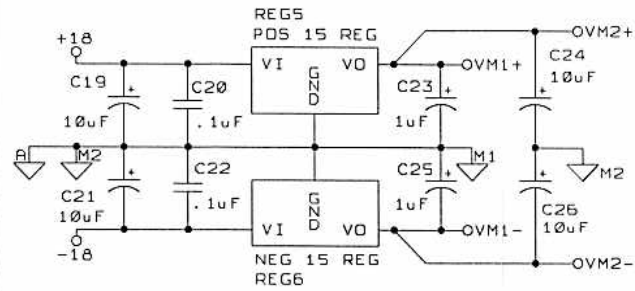 REG5
POS 15 REG
+18
VI
VO
GND
OVM2+
OVM1+
C19
+
10uF
C20
.1uF
C23
+
1uF
C24
+
10uF
A
M2
M1
M2
C21
+
10uF
C22
.1uF
C25
+
1uF
C26
+
10uF
GND
VI
VO
-18
OVM1-
OVM2-
NEG 15 REG
REG6